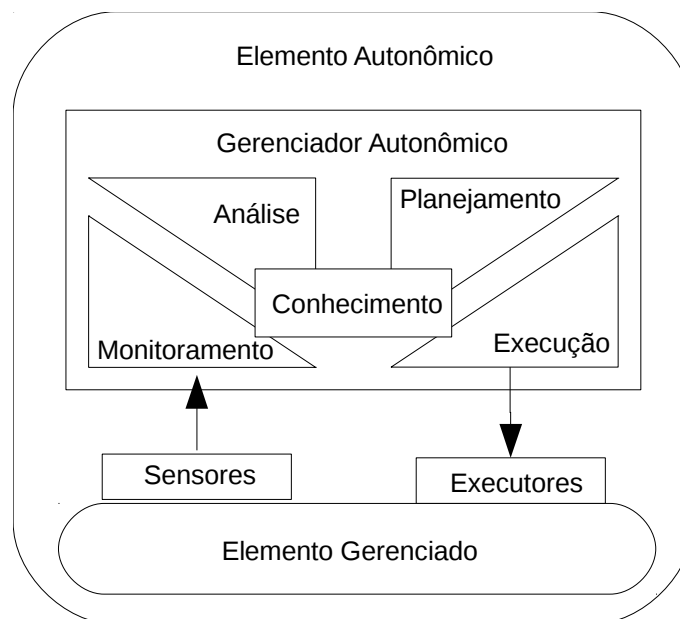 Elemento Autonômico
Gerenciador Autonômico
Análise
Planejamento
Conhecimento
Monitoramento
Execução
Sensores
Executores
Elemento Gerenciado